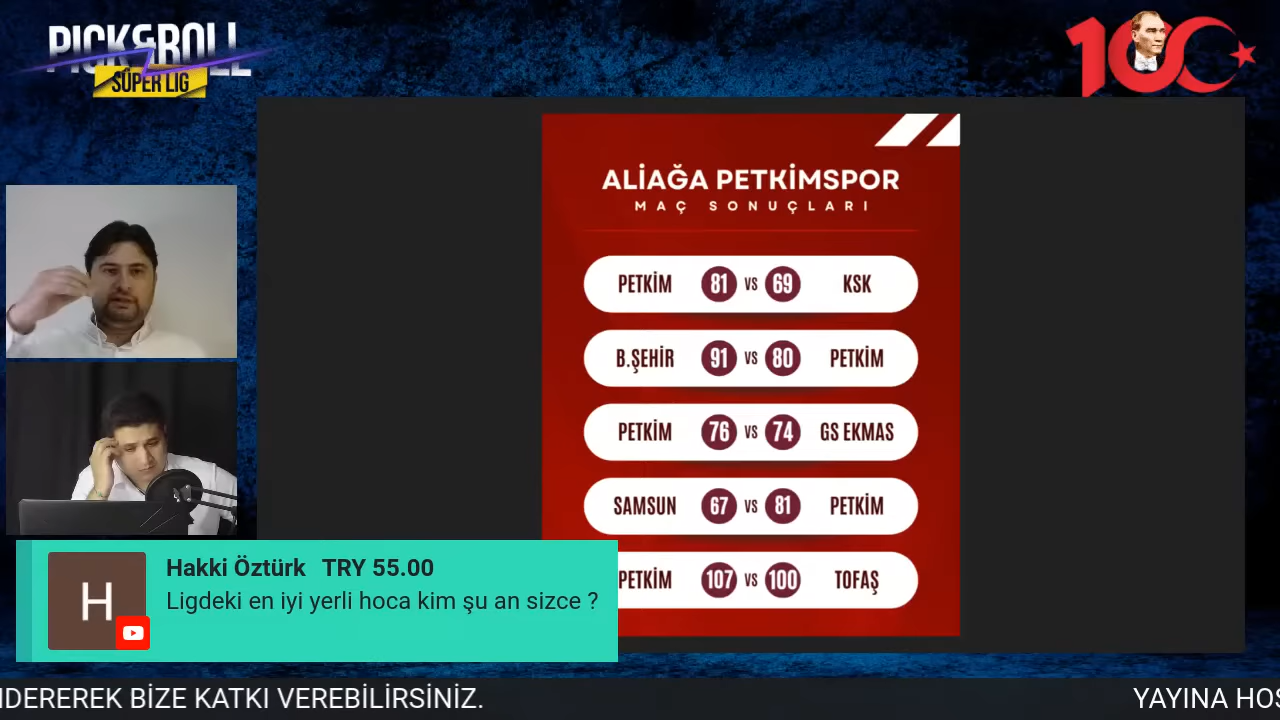 PICK&ROLL
SÜPER LIG
100
ALİAĞA PETKİMSPOR
MAÇ SONUÇLARI
PETKİM 81 VS 69 KSK
B.ŞEHİR 91 VS 80 PETKİM
PETKİM 76 VS 74 GS EKMAS
SAMSUN 67 VS 81 PETKİM
PETKİM 107 VS 100 TOFAŞ
H
Hakki Öztürk TRY 55.00
Ligdeki en iyi yerli hoca kim şu an sizce ?
NDEREREK BİZE KATKI VEREBİLİRSİNİZ. YAYINA HOS